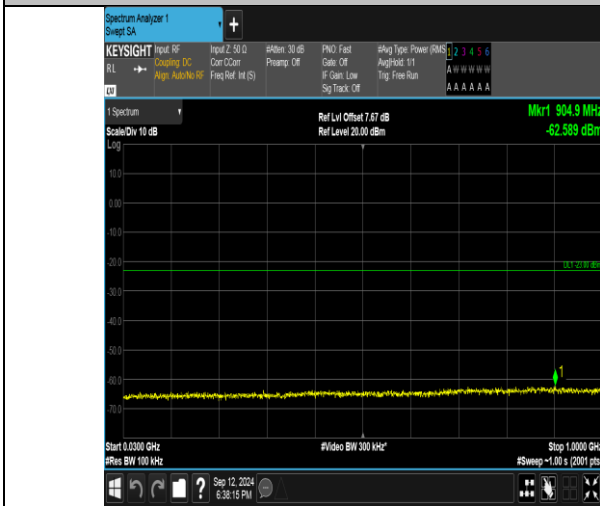 Spectrum Analyzer 1
Swept SA
+
KEYSIGHT Input: RF Input Z: 50 Ω #Atten: 30 dB PNO: Fast #Avg Type: Power (RMS 1 2 3 4 5 6
RL Coupling: DC Corr CCorr Preamp: Off Gate: Off Avg|Hold: 1/1 A W W W W W
Align: Auto/No RF Freq Ref: Int (S) IF Gain: Low Trig: Free Run
Sig Track: Off A A A A A A
1 Spectrum
Ref Lvl Offset 7.67 dB Mkr1 904.9 MHz
Scale/Div 10 dB Ref Level 20.00 dBm -62.589 dBm
Log
10.0
0.00
-10.0
-20.0
DL1 -23.00 dBm
-30.0
-40.0
-50.0
1
-60.0
-70.0
Start 0.0300 GHz #Video BW 300 kHz* Stop 1.0000 GHz
#Res BW 100 kHz #Sweep ~1.00 s (2001 pts
? Sep 12, 2024
6:38:15 PM